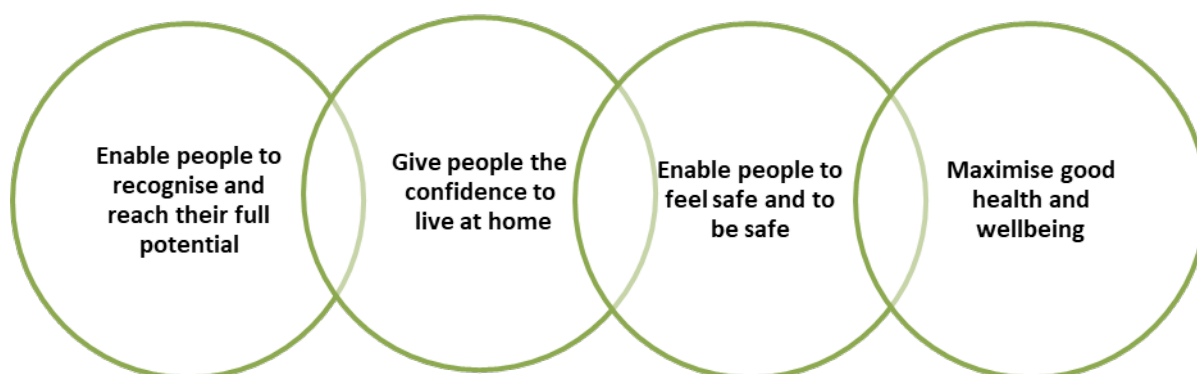 Enable people to
recognise and
reach their full
potential
Give people the
confidence to
live at home
Enable people to
feel safe and to
be safe
Maximise good
health and
wellbeing